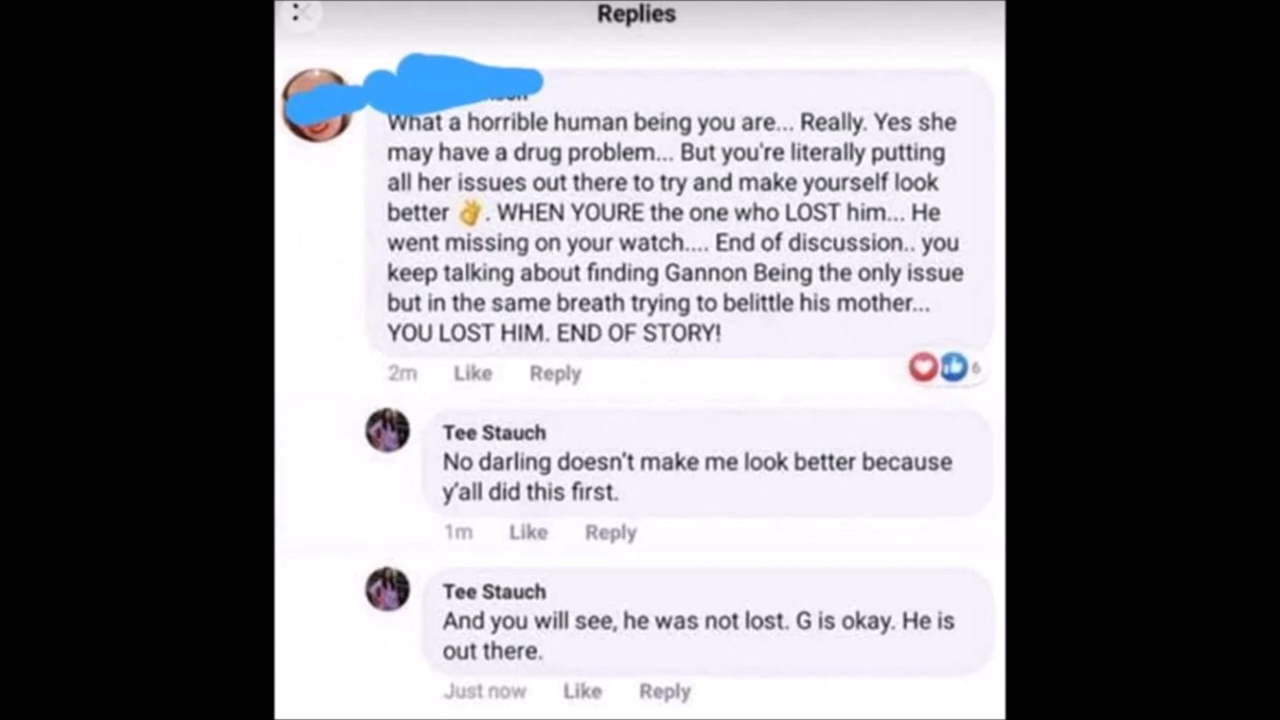 Replies
What a horrible human being you are... Really. Yes she
may have a drug problem... But you're literally putting
all her issues out there to try and make yourself look
better 👌. WHEN YOURE the one who LOST him... He
went missing on your watch.... End of discussion.. you
keep talking about finding Gannon Being the only issue
but in the same breath trying to belittle his mother...
YOU LOST HIM. END OF STORY!
2m Like Reply 6
Tee Stauch
No darling doesn't make me look better because
y'all did this first.
1m Like Reply
Tee Stauch
And you will see, he was not lost. G is okay. He is
out there.
Just now Like Reply